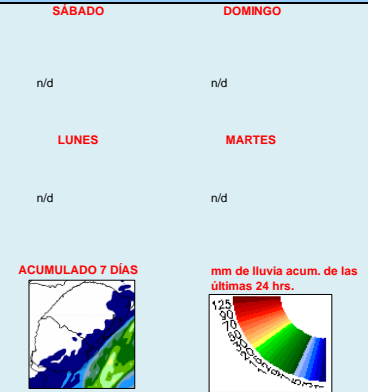 SÁBADO DOMINGO
n/d n/d
LUNES MARTES
n/d n/d
ACUMULADO 7 DÍAS
mm de lluvia acum. de las
últimas 24 hrs.
125
90
70